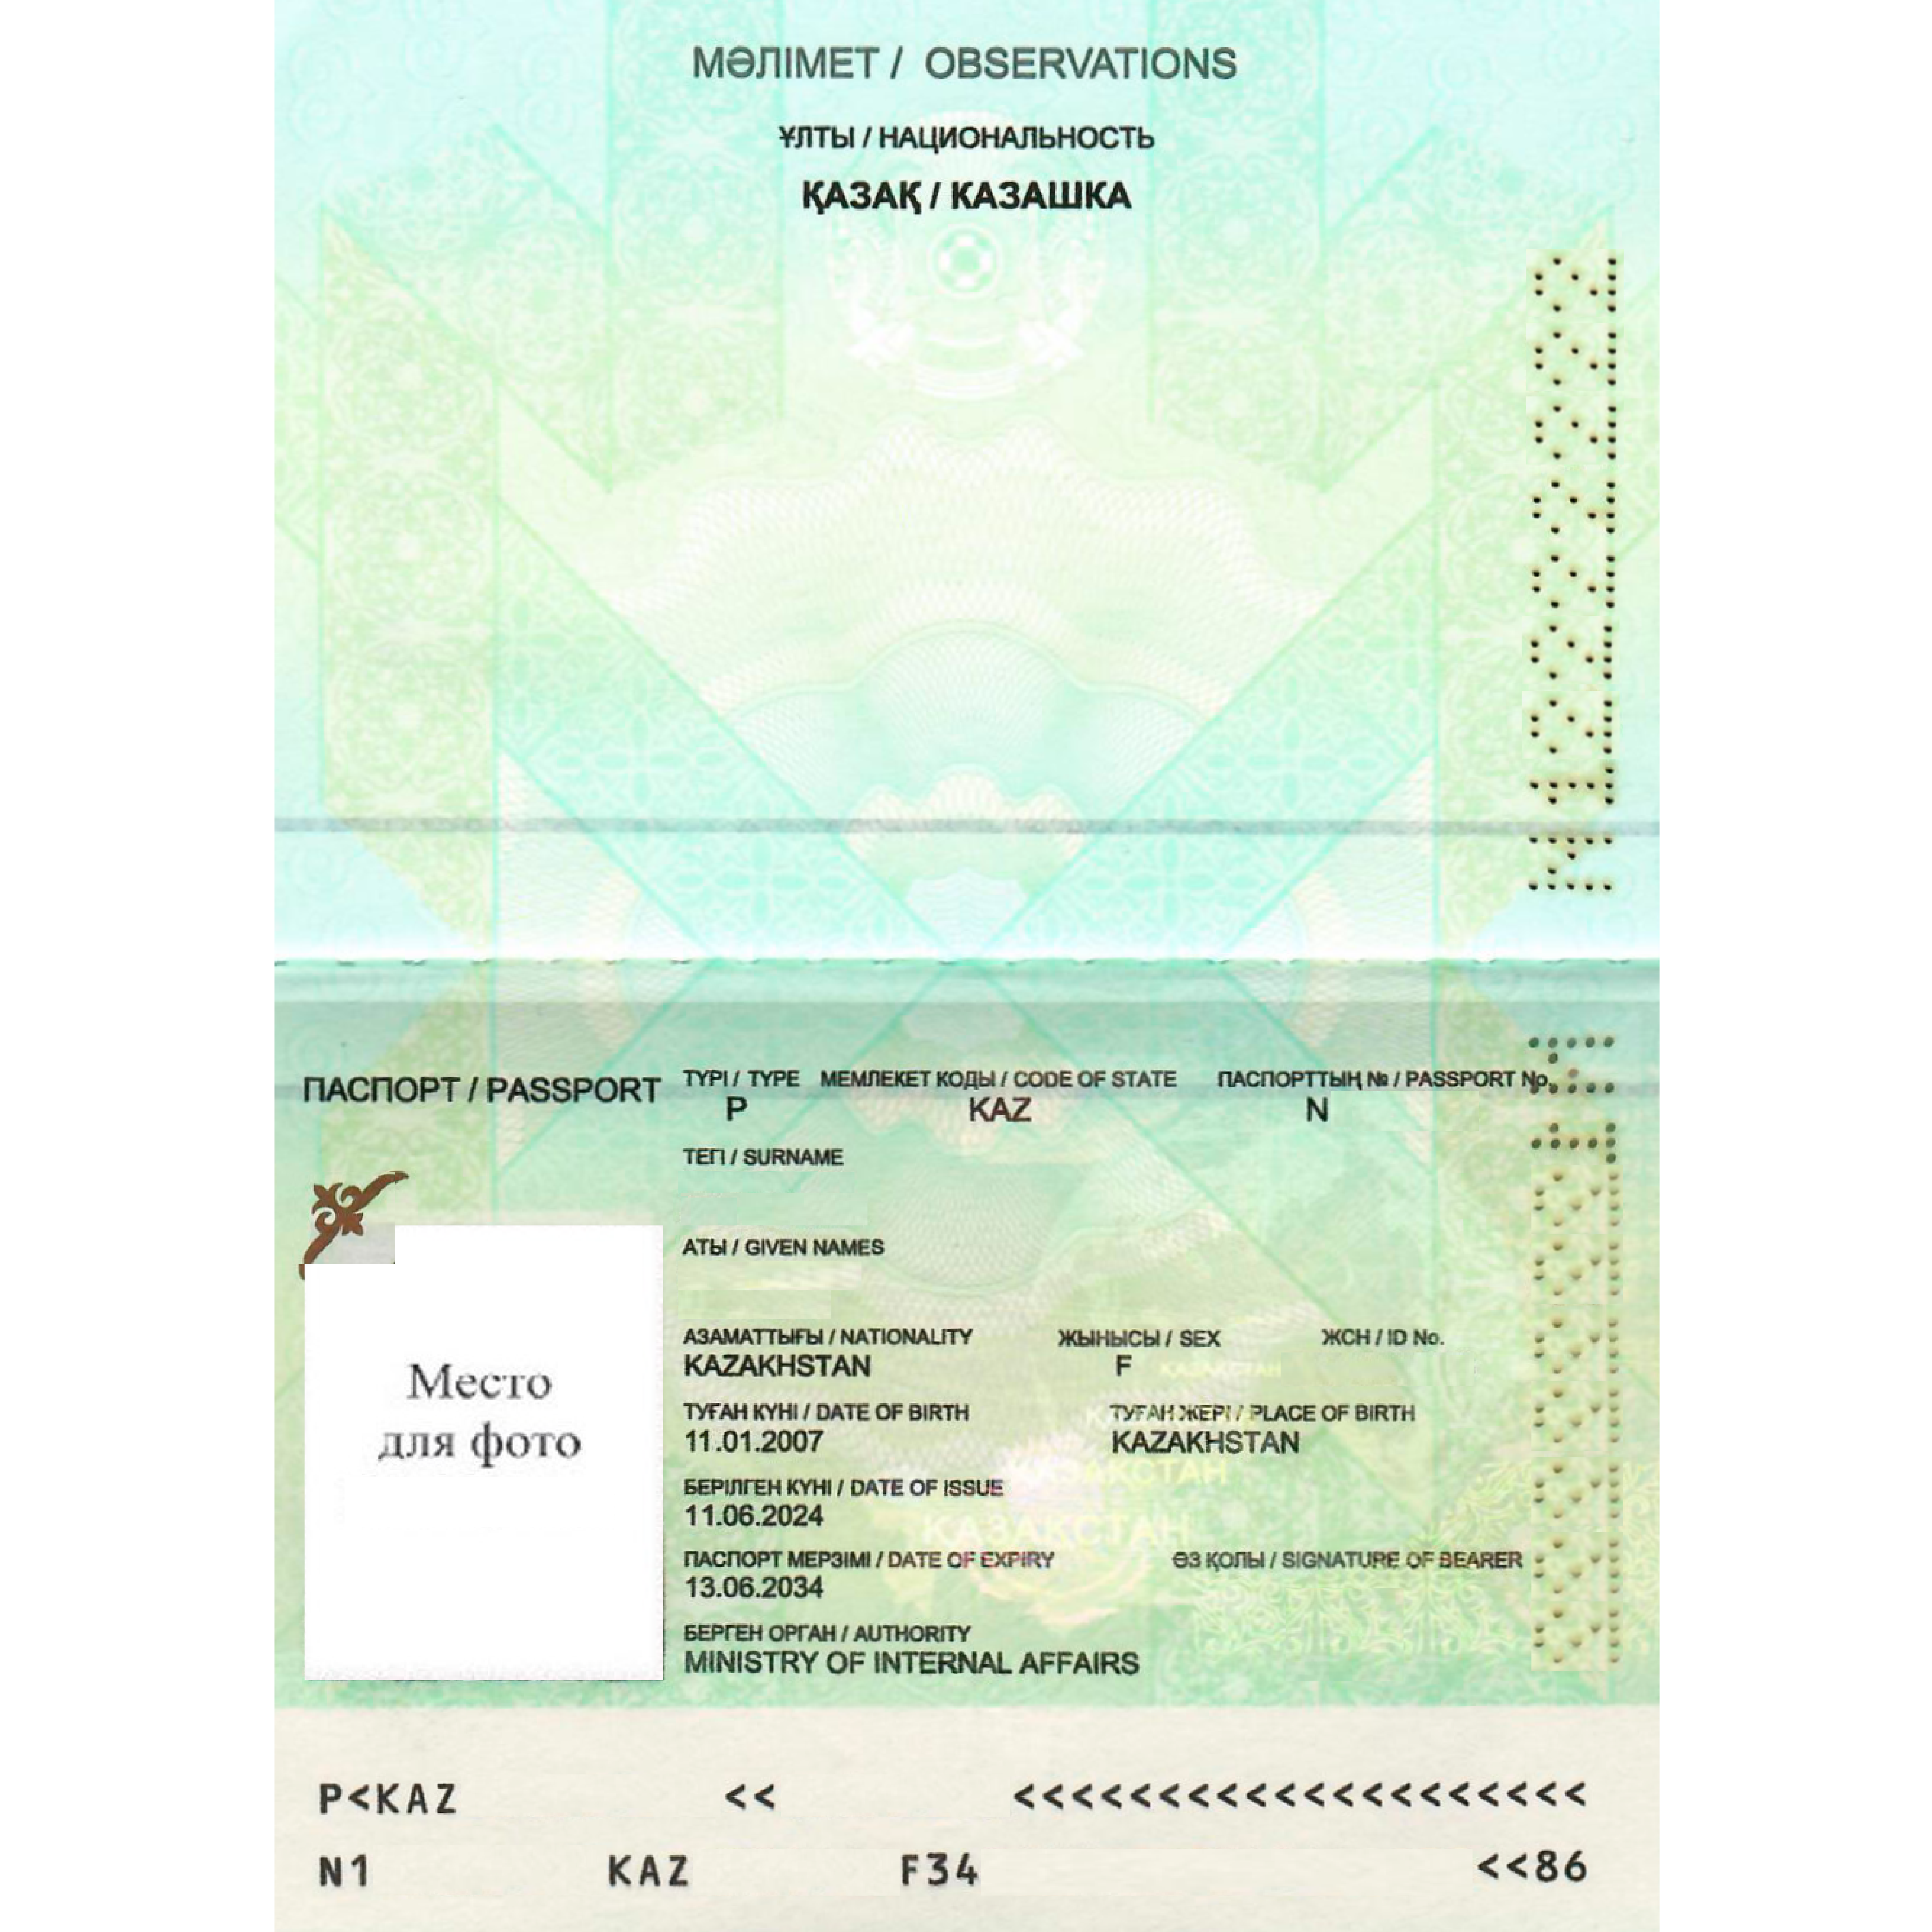 МӘЛІМЕТ / OBSERVATIONS
ҰЛТЫ / НАЦИОНАЛЬНОСТЬ
ҚАЗАҚ / КАЗАШКА
N12222222
ПАСПОРТ / PASSPORT
ТҮРІ / TYPE МЕМЛЕКЕТ КОДЫ / CODE OF STATE ПАСПОРТТЫҢ № / PASSPORT No.
P KAZ N
ТЕГІ / SURNAME
АТЫ / GIVEN NAMES
АЗАМАТТЫҒЫ / NATIONALITY ЖЫНЫСЫ / SEX ЖСН / ID No.
KAZAKHSTAN F
ҚАЗАҚСТАН
ТУҒАН КҮНІ / DATE OF BIRTH ТУҒАН ЖЕРІ / PLACE OF BIRTH
11.01.2007 KAZAKHSTAN
ҚАЗАҚСТАН
БЕРІЛГЕН КҮНІ / DATE OF ISSUE
11.06.2024
ҚАЗАҚСТАН
ПАСПОРТ МЕРЗІМІ / DATE OF EXPIRY ӨЗ ҚОЛЫ / SIGNATURE OF BEARER
13.06.2034
БЕРГЕН ОРГАН / AUTHORITY
MINISTRY OF INTERNAL AFFAIRS
Место
для фото
P<KAZ << <<<<<<<<<<<<<<<<<<<<
N1 KAZ F34 <<86